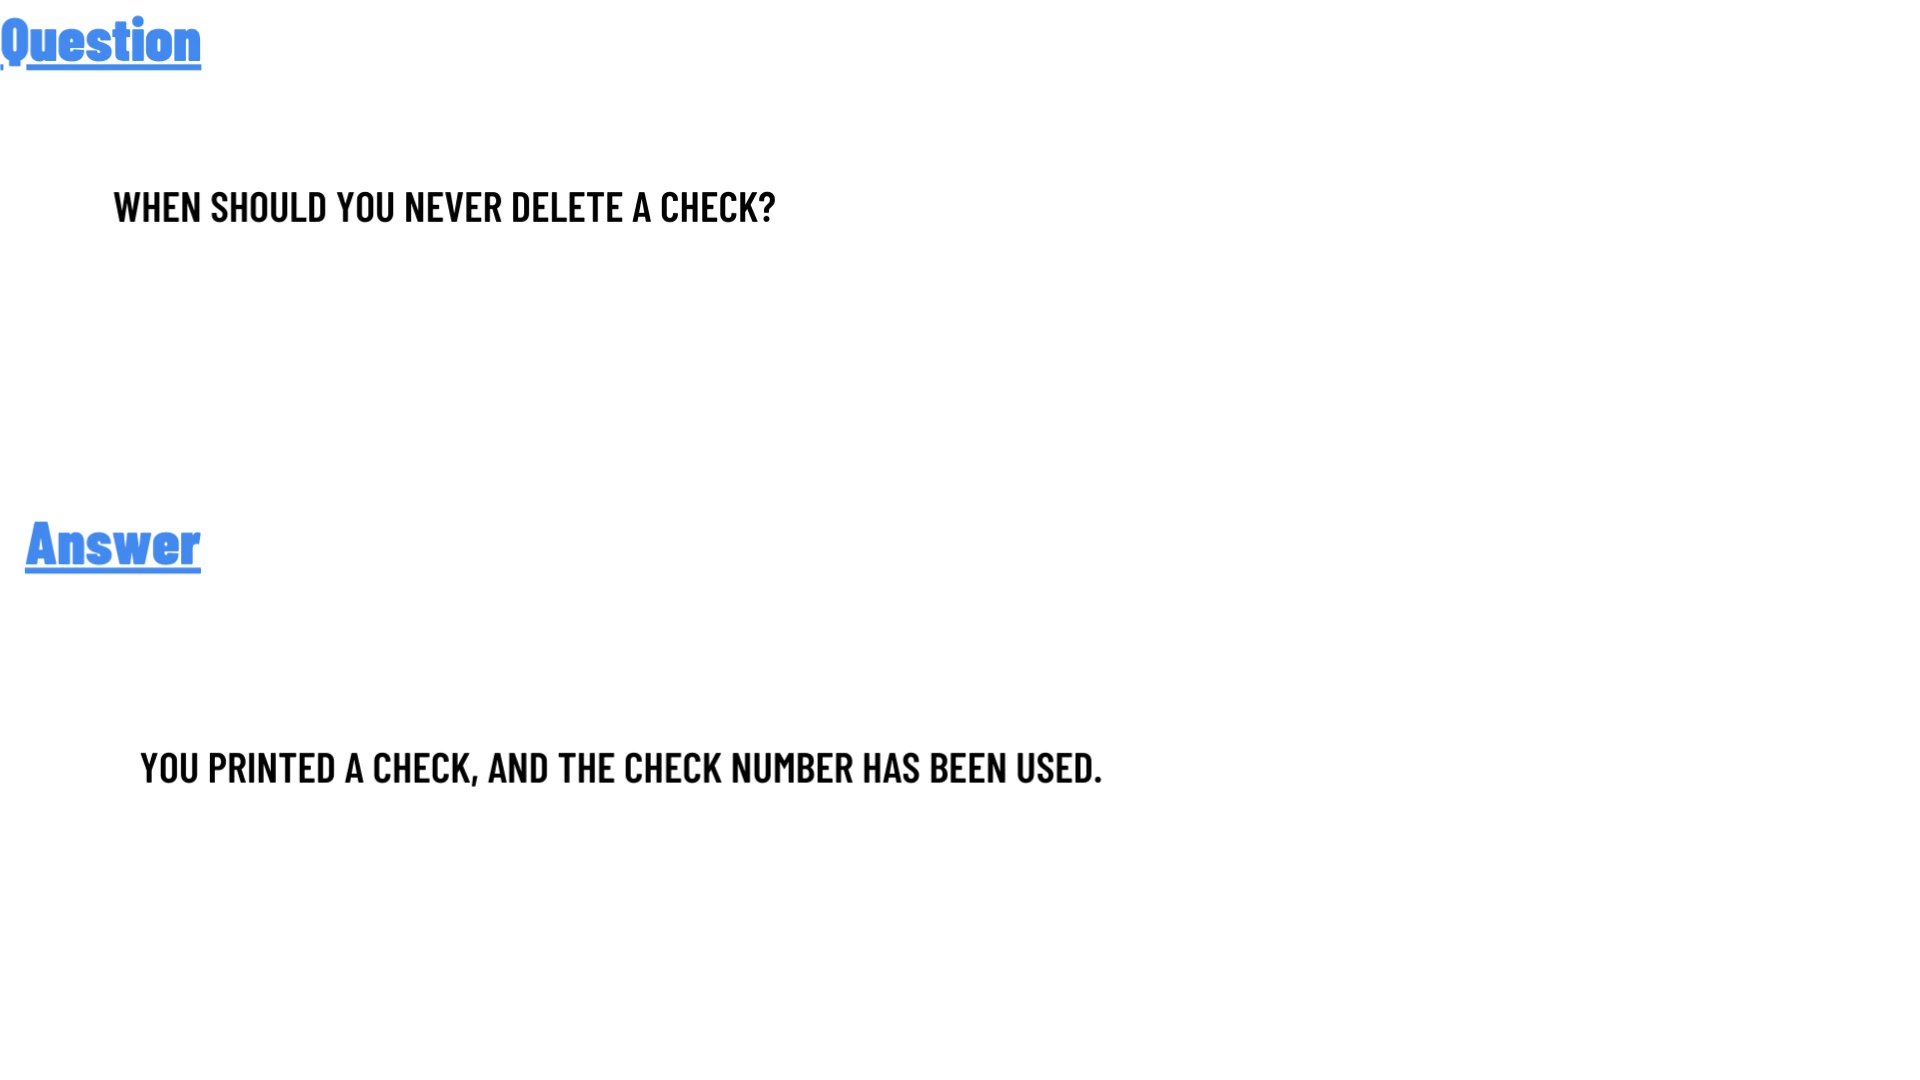 Question
WHEN SHOULD YOU NEVER DELETE A CHECK?
Answer
YOU PRINTED A CHECK, AND THE CHECK NUMBER HAS BEEN USED.